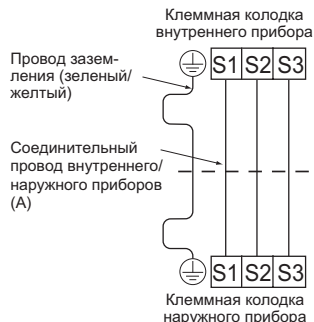 Клеммная колодка
внутреннего прибора
Провод зазем-
ления (зеленый/
желтый)
S1 S2 S3
Соединительный
провод внутреннего/
наружного приборов
(A)
S1 S2 S3
Клеммная колодка
наружного прибора